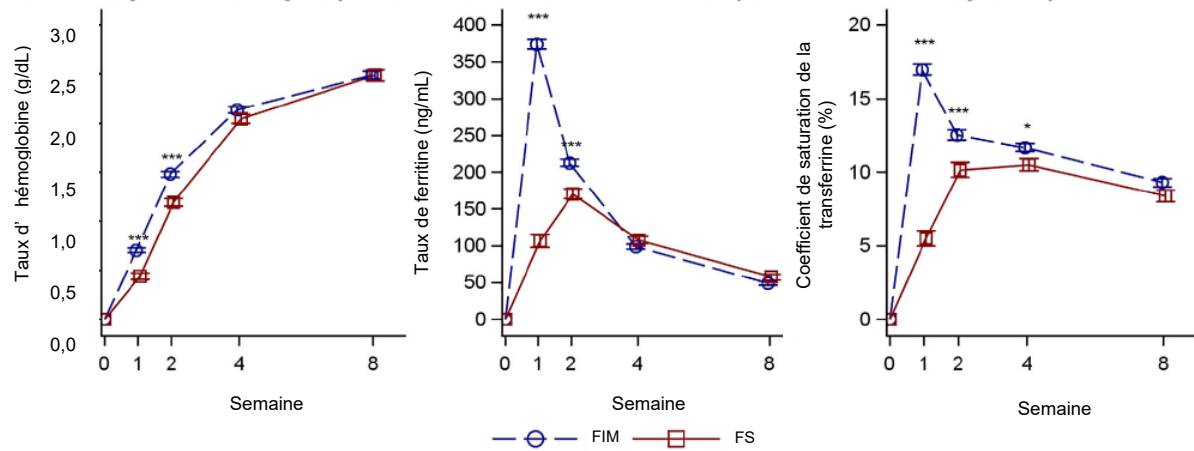 Taux d' hémoglobine (g/dL)
3,0
2,5
2,0
1,5
1,0
0,5
0,0
***
***
0 1 2 4 8
Semaine
Taux de ferritine (ng/mL)
400
350
300
250
200
150
100
50
0
***
***
0 1 2 4 8
Semaine
Coefficient de saturation de la
transferrine (%)
20
15
10
5
0
***
***
*
0 1 2 4 8
Semaine
FIM FS